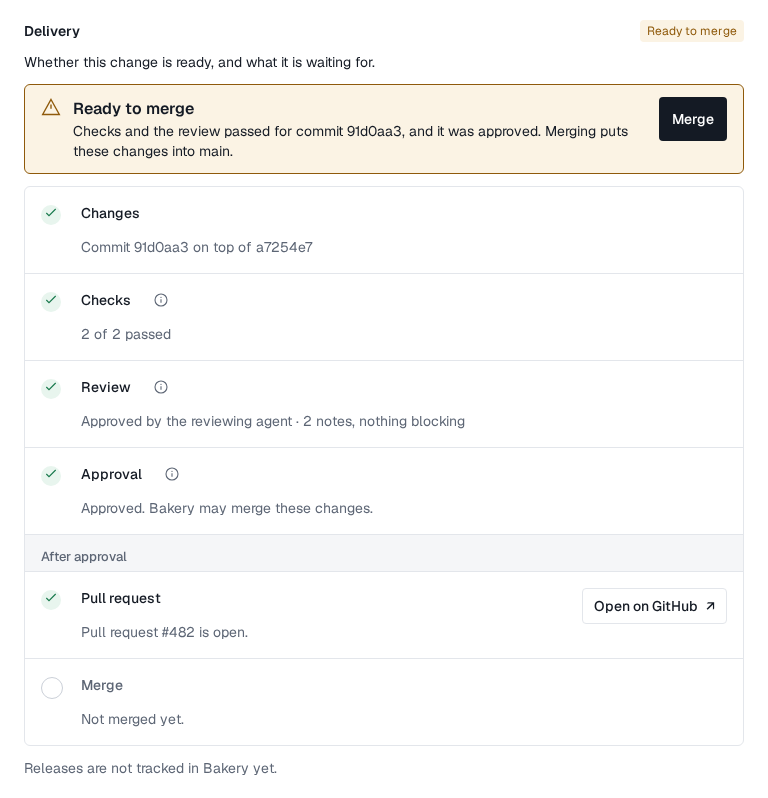 Delivery
Ready to merge
Whether this change is ready, and what it is waiting for.
Ready to merge
Checks and the review passed for commit 91d0aa3, and it was approved. Merging puts
these changes into main.
Merge
Changes
Commit 91d0aa3 on top of a7254e7
Checks
2 of 2 passed
Review
Approved by the reviewing agent · 2 notes, nothing blocking
Approval
Approved. Bakery may merge these changes.
After approval
Pull request
Pull request #482 is open.
Open on GitHub
Merge
Not merged yet.
Releases are not tracked in Bakery yet.